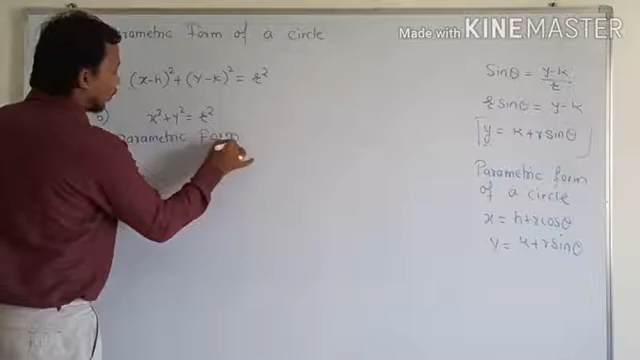 Parametric form of a circle
(x-h)² + (y-k)² = r²
x² + y² = r²
Parametric Form
Made with KINEMASTER
Sinθ = y-k/r
r sinθ = y-k
y = k + r sinθ
Parametric form
of a circle
x = h + r cosθ
y = k + r sinθ